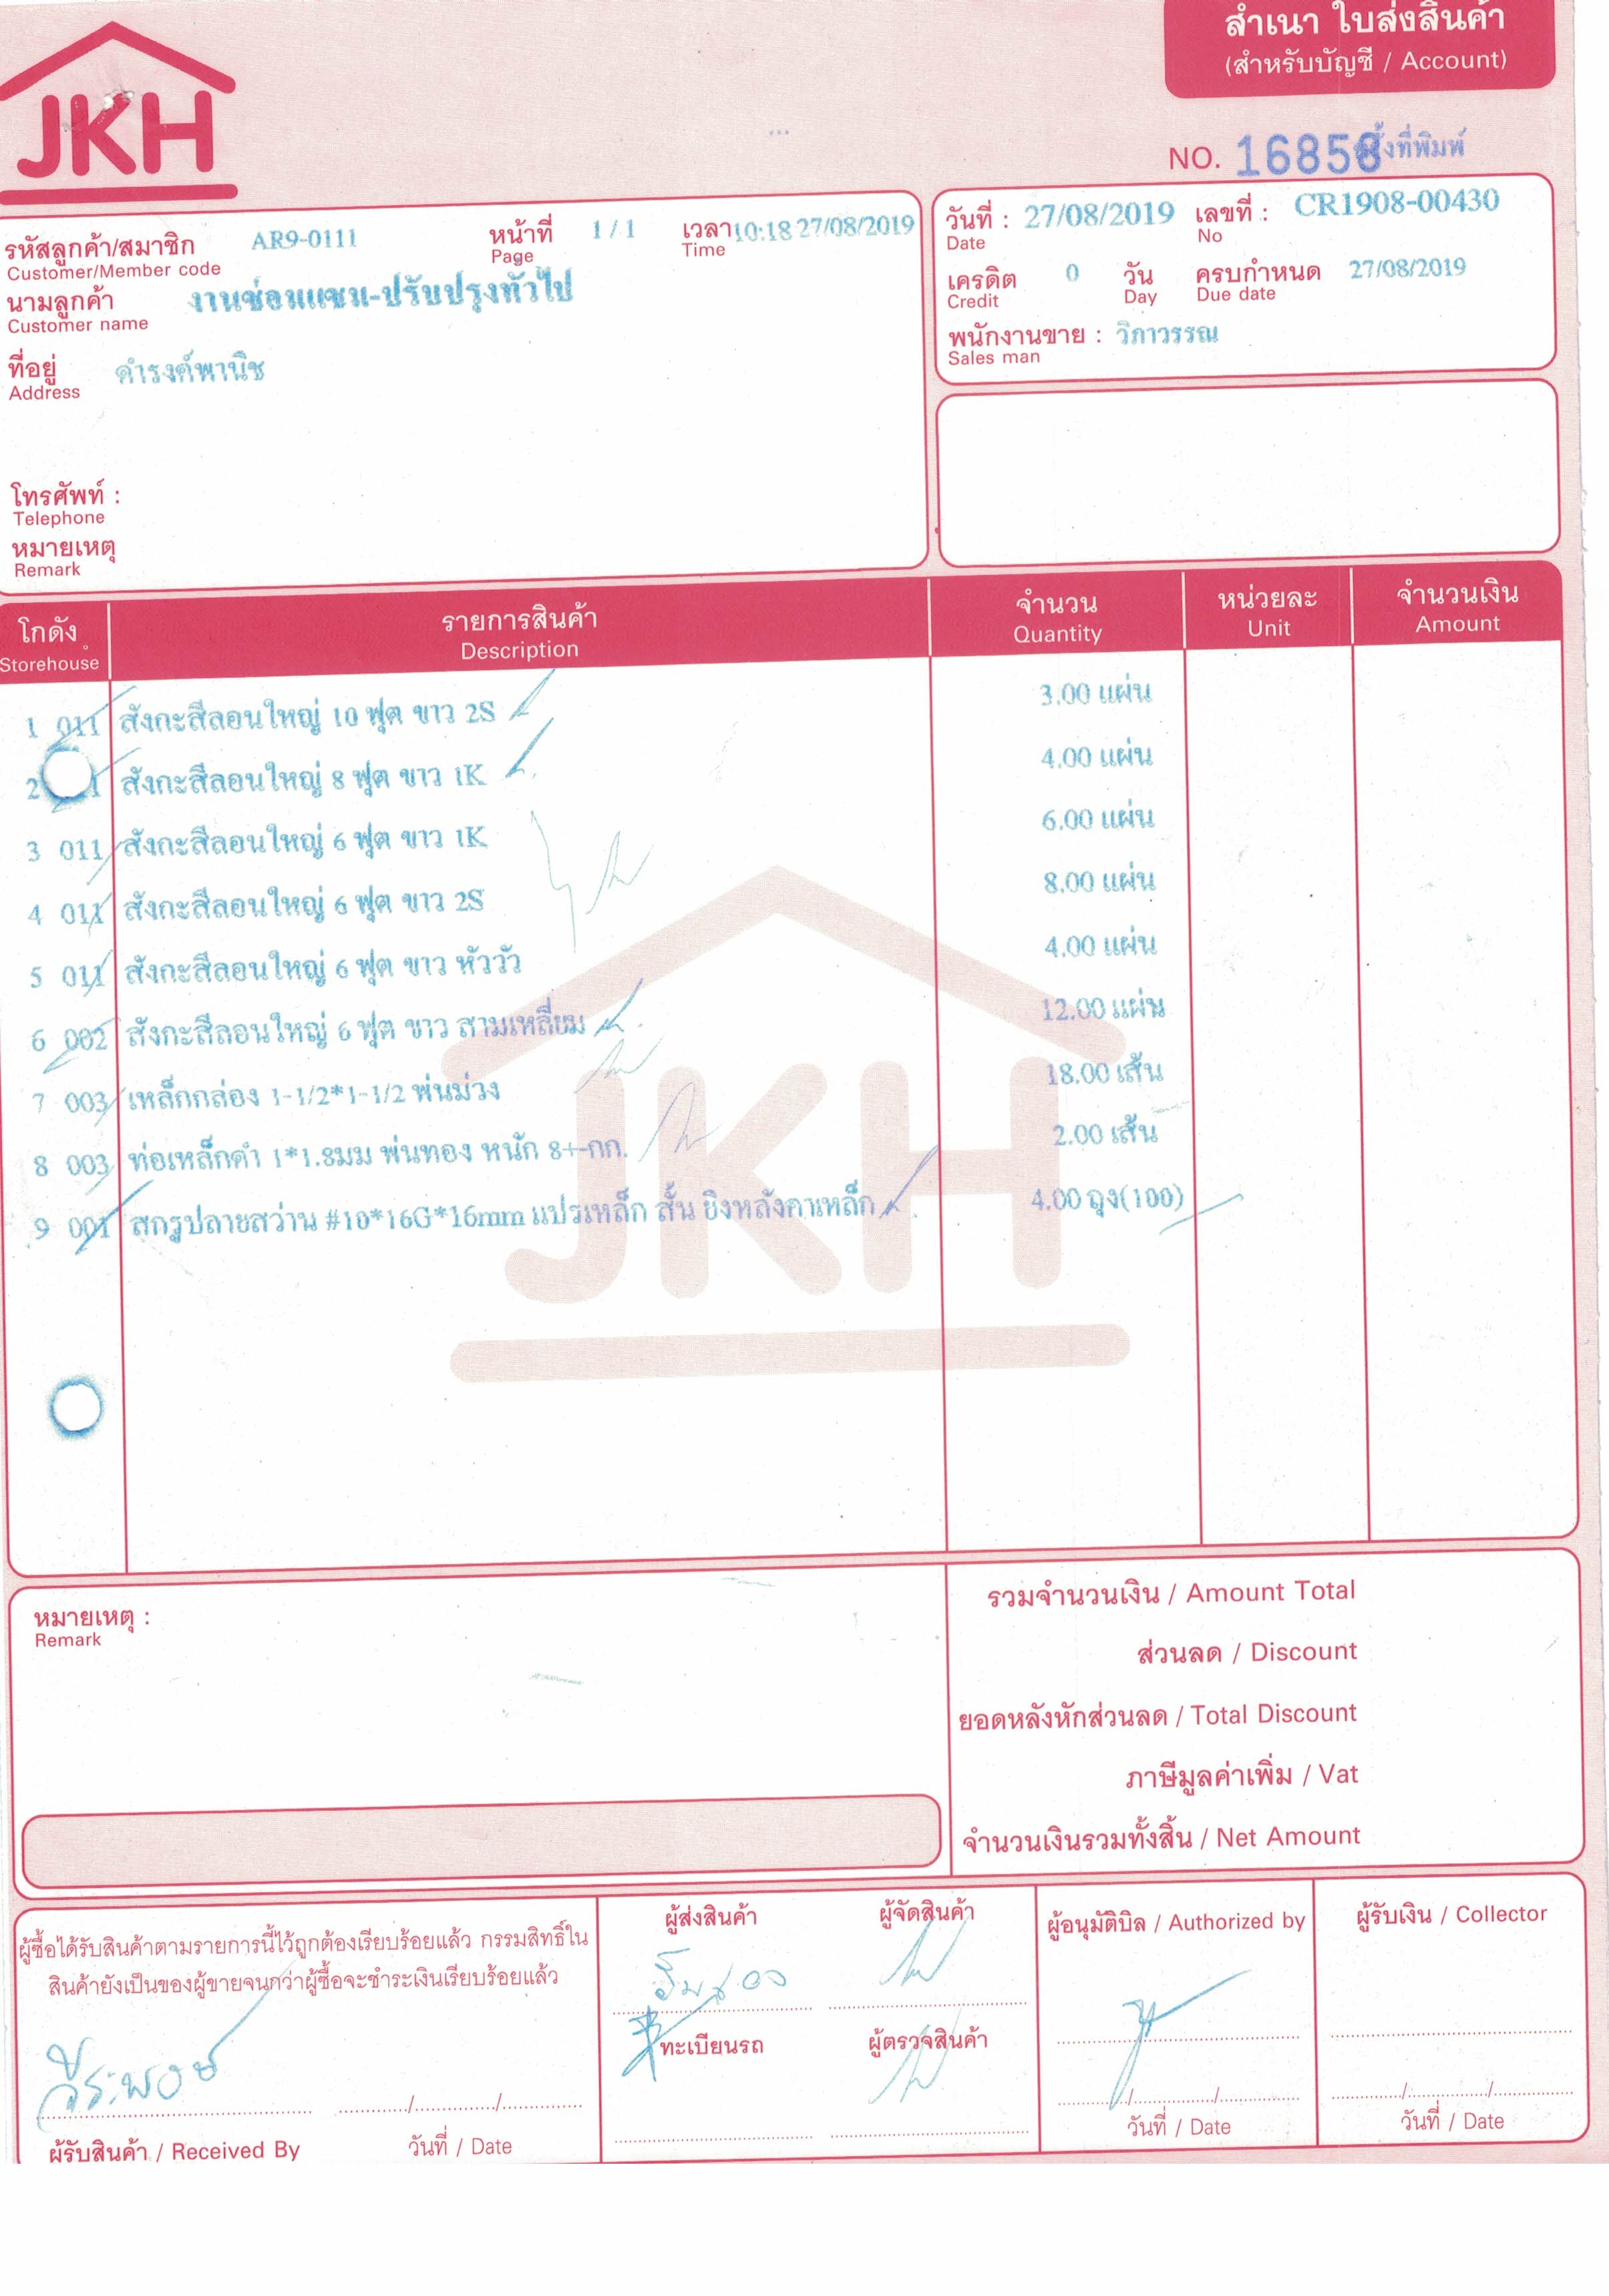 สำเนา ใบส่งสินค้า
(สำหรับบัญชี / Account)
JKH
NO. 16858 ครั้งที่พิมพ์
รหัสลูกค้า/สมาชิก AR9-0111 หน้าที่ 1 / 1 เวลา 10:18 27/08/2019
Customer/Member code Page Time
นามลูกค้า งานซ่อมแซม-ปรับปรุงทั่วไป
Customer name
ที่อยู่ ดำรงค์พานิช
Address
โทรศัพท์ :
Telephone
หมายเหตุ
Remark
วันที่ : 27/08/2019 เลขที่ : CR1908-00430
Date No
เครดิต 0 วัน ครบกำหนด 27/08/2019
Credit Day Due date
พนักงานขาย : วิภาวรรณ
Sales man
โกดัง รายการสินค้า จำนวน หน่วยละ จำนวนเงิน
Storehouse Description Quantity Unit Amount
1 011 สังกะสีลอนใหญ่ 10 ฟุต ขาว 2S 3.00 แผ่น
2 1 สังกะสีลอนใหญ่ 8 ฟุต ขาว 1K 4.00 แผ่น
3 011 สังกะสีลอนใหญ่ 6 ฟุต ขาว 1K 6.00 แผ่น
4 011 สังกะสีลอนใหญ่ 6 ฟุต ขาว 2S 8.00 แผ่น
5 011 สังกะสีลอนใหญ่ 6 ฟุต ขาว หัววัว 4.00 แผ่น
6 002 สังกะสีลอนใหญ่ 6 ฟุต ขาว สามเหลี่ยม 12.00 แผ่น
7 003 เหล็กกล่อง 1-1/2*1-1/2 พ่นม่วง 18.00 เส้น
8 003 ท่อเหล็กดำ 1*1.8มม พ่นทอง หนัก 8+-กก. 2.00 เส้น
9 001 สกรูปลายสว่าน #10*16G*16mm แปรเหล็ก สั้น ยิงหลังคาเหล็ก 4.00 ถุง(100)
JKH
หมายเหตุ :
Remark
รวมจำนวนเงิน / Amount Total
ส่วนลด / Discount
ยอดหลังหักส่วนลด / Total Discount
ภาษีมูลค่าเพิ่ม / Vat
จำนวนเงินรวมทั้งสิ้น / Net Amount
ผู้ซื้อได้รับสินค้าตามรายการนี้ไว้ถูกต้องเรียบร้อยแล้ว กรรมสิทธิ์ใน
สินค้ายังเป็นของผู้ขายจนกว่าผู้ซื้อจะชำระเงินเรียบร้อยแล้ว
วีระพงษ์
ผู้รับสินค้า / Received By วันที่ / Date
ผู้ส่งสินค้า ผู้จัดสินค้า
ทะเบียนรถ ผู้ตรวจสินค้า
ผู้อนุมัติบิล / Authorized by
วันที่ / Date
ผู้รับเงิน / Collector
วันที่ / Date